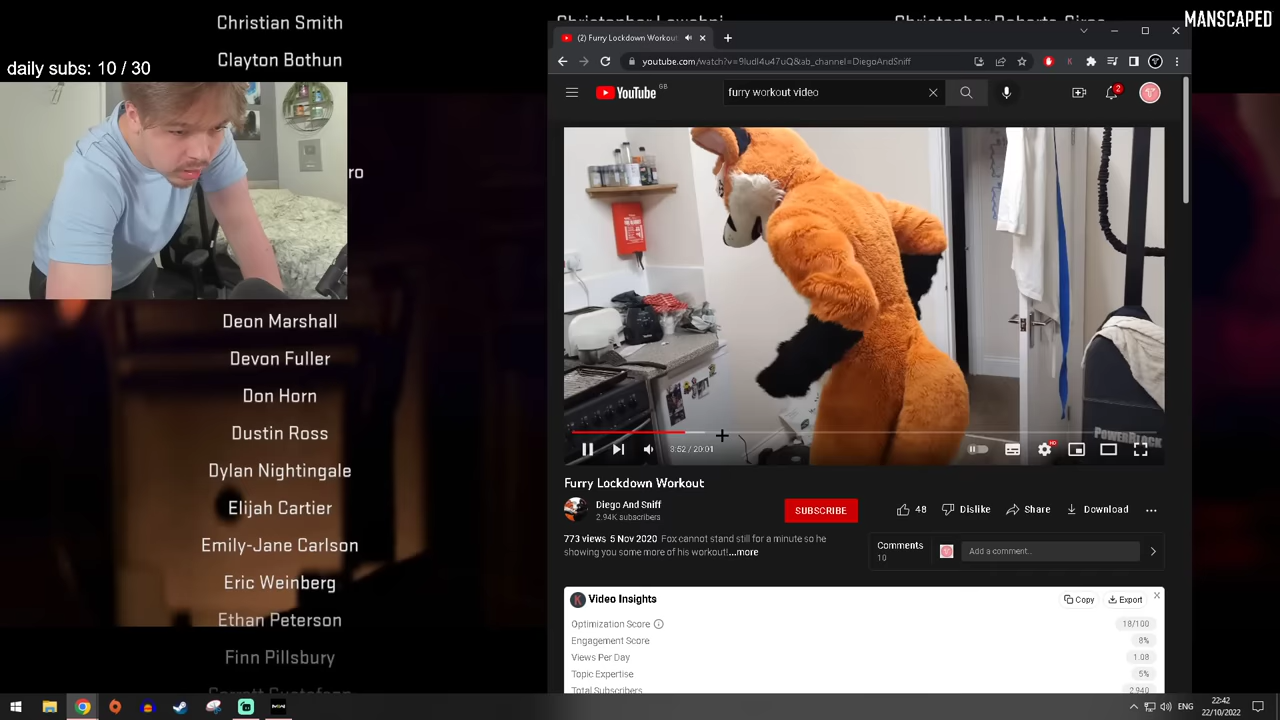 Christian Smith
Clayton Bothun
daily subs: 10 / 30
ro
Deon Marshall
Devon Fuller
Don Horn
Dustin Ross
Dylan Nightingale
Elijah Cartier
Emily-Jane Carlson
Eric Weinberg
Ethan Peterson
Finn Pillsbury
MANSCAPED
(2) Furry Lockdown Workout
youtube.com/watch?v=9Iudl4u47uQ&ab_channel=DiegoAndSniff
YouTube GB
furry workout video
2
POWERBLOCK
8:52 / 20:01
HD
Furry Lockdown Workout
Diego And Sniff
2.94K subscribers
SUBSCRIBE
48
Dislike
Share
Download
773 views 5 Nov 2020 Fox cannot stand still for a minute so he
showing you some more of his workout!...more
Comments
10
Add a comment...
K Video Insights
Copy
Export
Optimization Score
18/100
Engagement Score
8%
Views Per Day
1.08
Topic Expertise
5%
Total Subscribers
2,940
ENG
22:42
22/10/2022